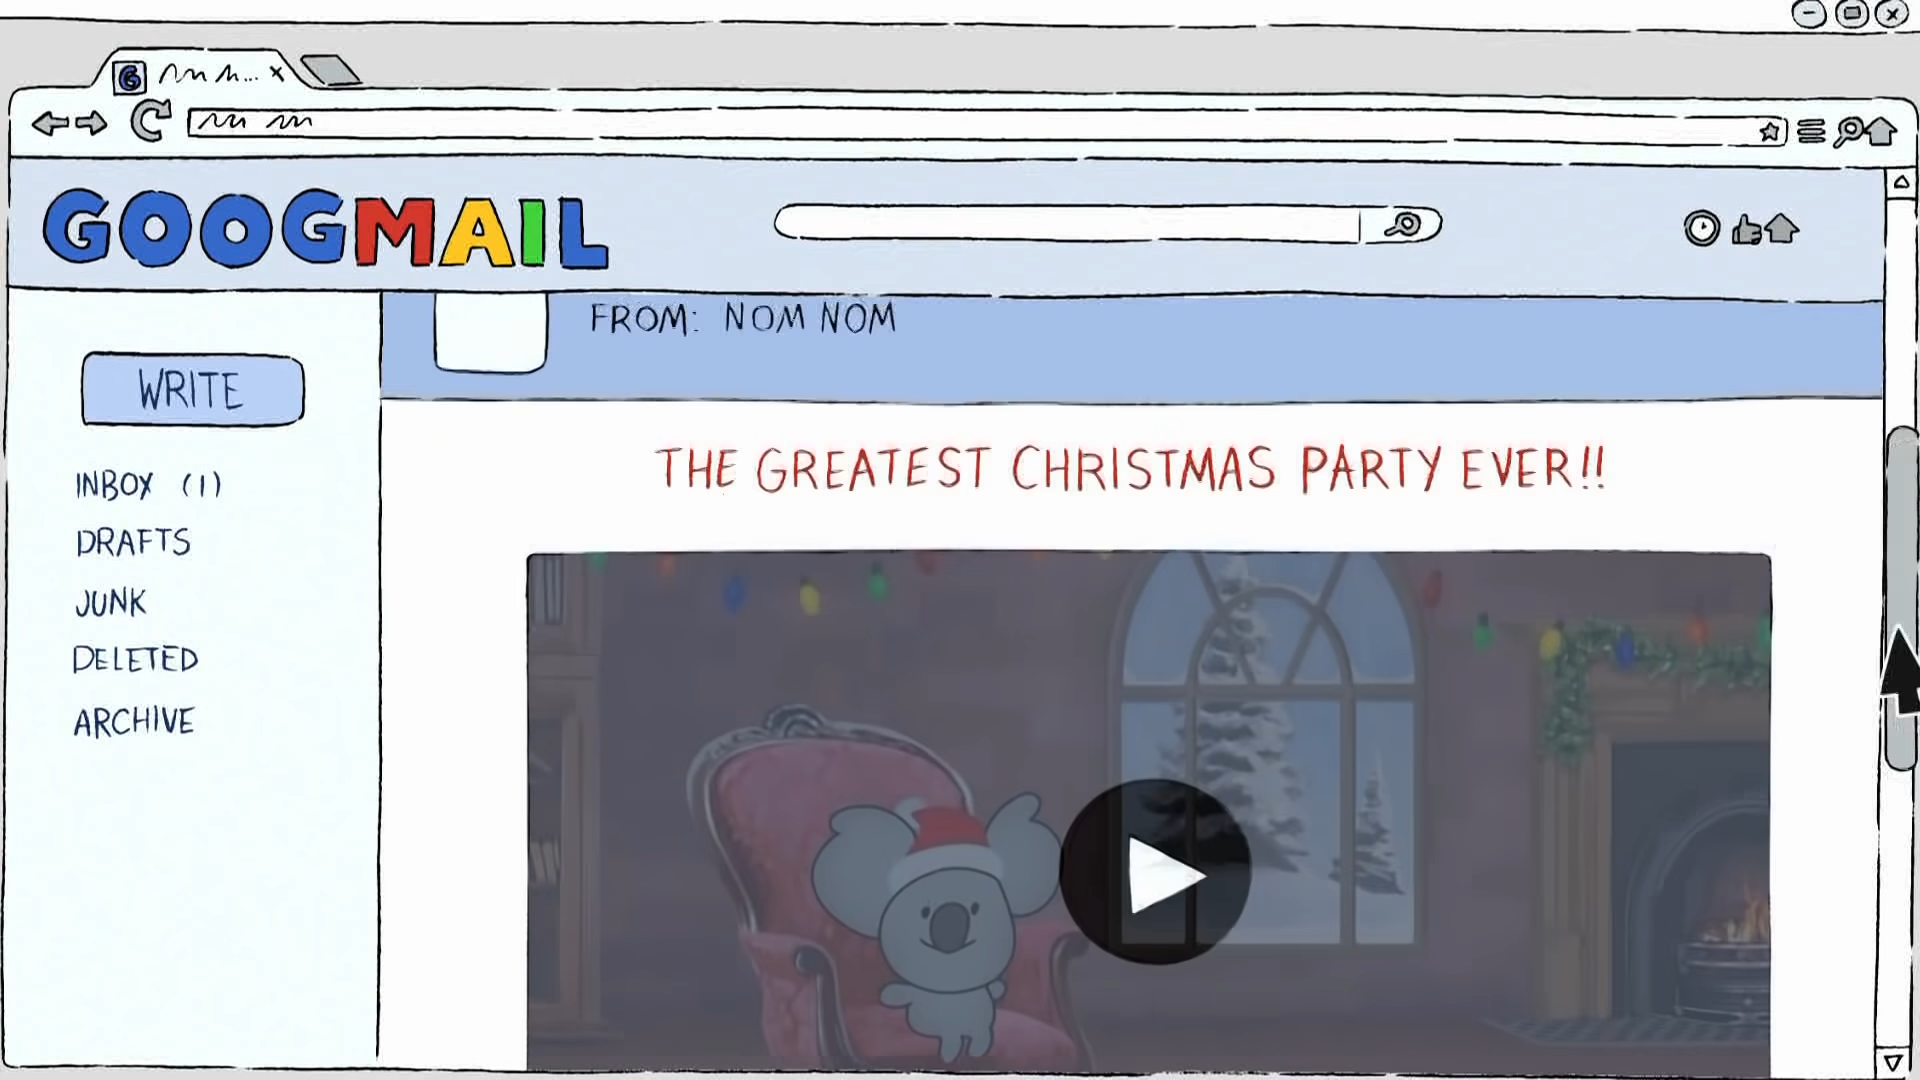 G
GOOGMAIL
FROM: NOM NOM
WRITE
INBOX (1)
DRAFTS
JUNK
DELETED
ARCHIVE
THE GREATEST CHRISTMAS PARTY EVER!!